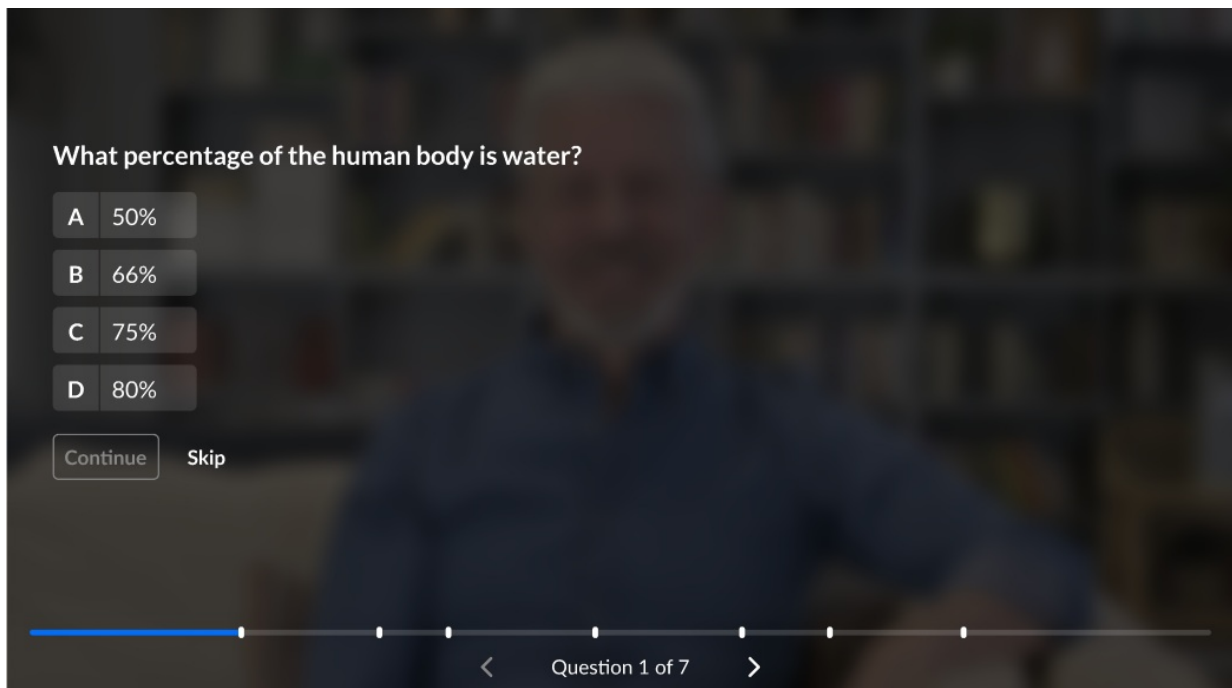 What percentage of the human body is water?
A 50%
B 66%
C 75%
D 80%
Continue Skip
Question 1 of 7